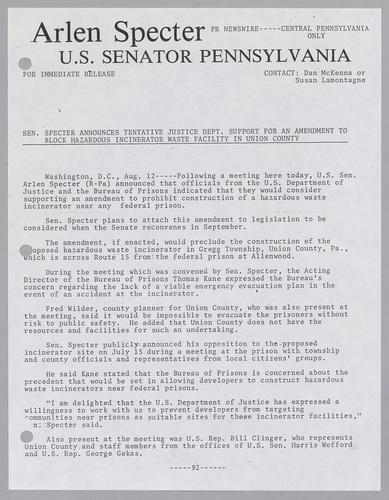 Arlen Specter PR NEWSWIRE-----CENTRAL PENNSYLVANIA
ONLY
U.S. SENATOR PENNSYLVANIA
FOR IMMEDIATE RELEASE CONTACT: Dan McKenna or
Susan Lamontagne
SEN. SPECTER ANNOUNCES TENTATIVE JUSTICE DEPT. SUPPORT FOR AN AMENDMENT TO
BLOCK HAZARDOUS INCINERATOR WASTE FACILITY IN UNION COUNTY
Washington, D.C., Aug. 12-----Following a meeting here today, U.S. Sen.
Arlen Specter (R-Pa) announced that officials from the U.S. Department of
Justice and the Bureau of Prisons indicated that they would consider
supporting an amendment to prohibit construction of a hazardous waste
incinerator near any federal prison.
Sen. Specter plans to attach this amendment to legislation to be
considered when the Senate reconvenes in September.
The amendment, if enacted, would preclude the construction of the
oposed hazardous waste incinerator in Gregg Township, Union County, Pa.,
which is across Route 15 from the federal prison at Allenwood.
During the meeting which was convened by Sen. Specter, the Acting
Director of the Bureau of Prisons Thomas Kane expressed the Bureau's
concern regarding the lack of a viable emergency evacuation plan in the
event of an accident at the incinerator.
Fred Wilder, county planner for Union County, who was also present at
the meeting, said it would be impossible to evacuate the prisoners without
risk to public safety. He added that Union County does not have the
resources and facilities for such an undertaking.
Sen. Specter publicly announced his opposition to the proposed
incinerator site on July 15 during a meeting at the prison with township
and county officials and representatives from local citizens' groups.
He said Kane stated that the Bureau of Prisons is concerned about the
precedent that would be set in allowing developers to construct hazardous
waste incinerators near federal prisons.
"I am delighted that the U.S. Department of Justice has expressed a
willingness to work with us to prevent developers from targeting
communities near prisons as suitable sites for these incinerator facilities,"
n. Specter said.
Also present at the meeting was U.S. Rep. Bill Clinger, who represents
Union County and staff members from the offices of U.S. Sen. Harris Wofford
and U.S. Rep. George Gekas.
-----92-----